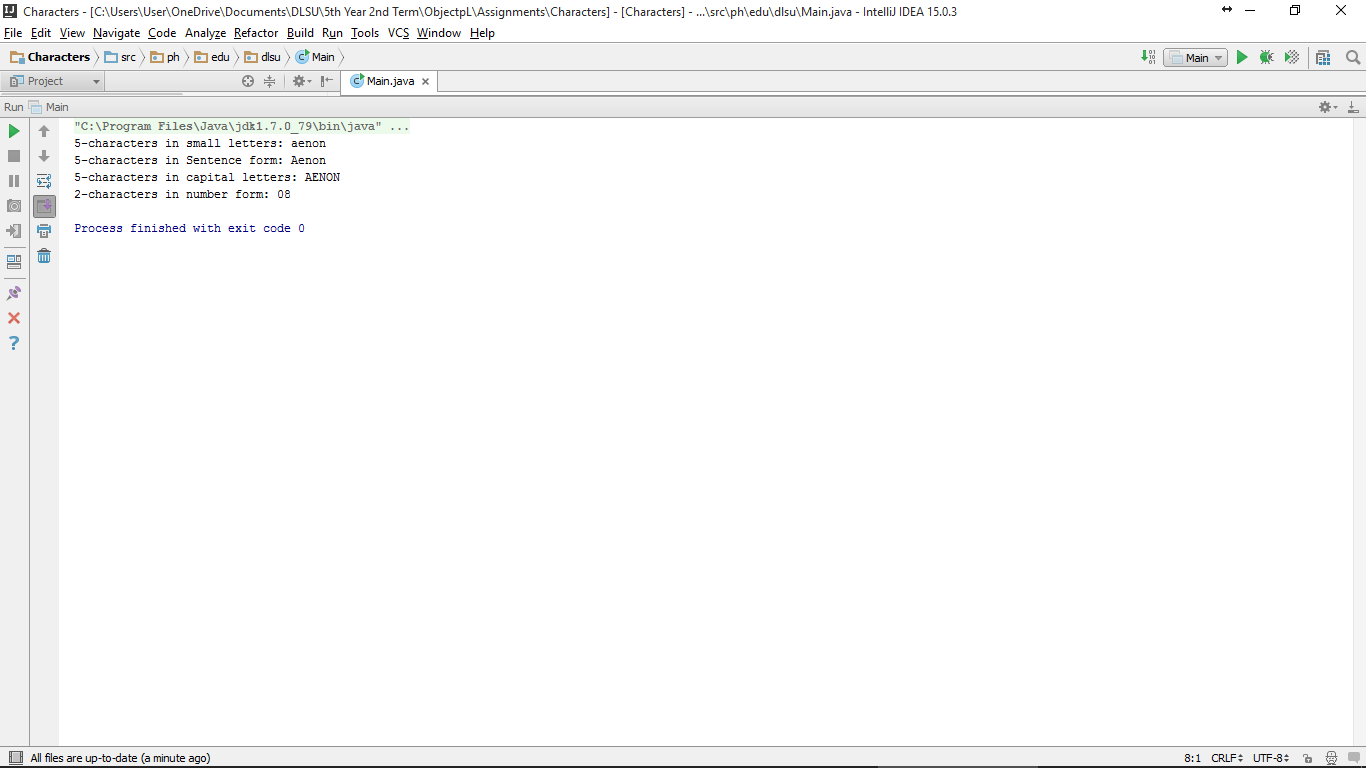 Characters - [C:\Users\User\OneDrive\Documents\DLSU\5th Year 2nd Term\ObjectpL\Assignments\Characters] - [Characters] - ...\src\ph\edu\dlsu\Main.java - IntelliJ IDEA 15.0.3
File Edit View Navigate Code Analyze Refactor Build Run Tools VCS Window Help
Characters src ph edu dlsu Main Main
Project Main.java
Run Main
"C:\Program Files\Java\jdk1.7.0_79\bin\java" ...
5-characters in small letters: aenon
5-characters in Sentence form: Aenon
5-characters in capital letters: AENON
2-characters in number form: 08
Process finished with exit code 0
All files are up-to-date (a minute ago) 8:1 CRLF UTF-8